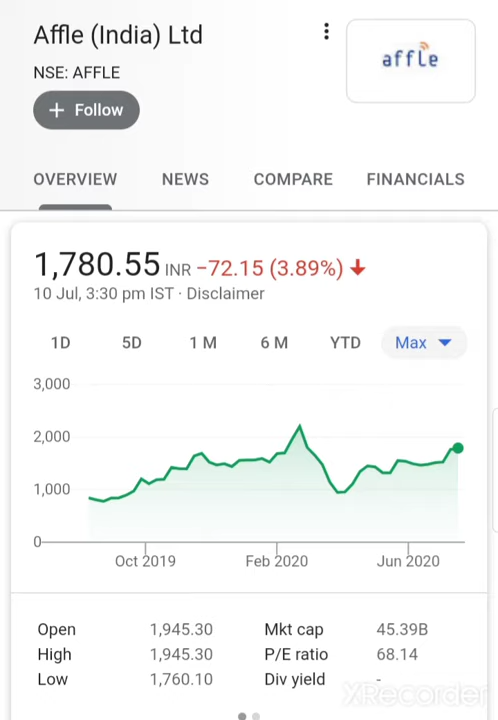 Affle (India) Ltd
affle
NSE: AFFLE
+ Follow
OVERVIEW NEWS COMPARE FINANCIALS
1,780.55 INR −72.15 (3.89%)
10 Jul, 3:30 pm IST · Disclaimer
1D 5D 1 M 6 M YTD Max
3,000
2,000
1,000
0
Oct 2019 Feb 2020 Jun 2020
Open 1,945.30 Mkt cap 45.39B
High 1,945.30 P/E ratio 68.14
Low 1,760.10 Div yield -
XRecorder